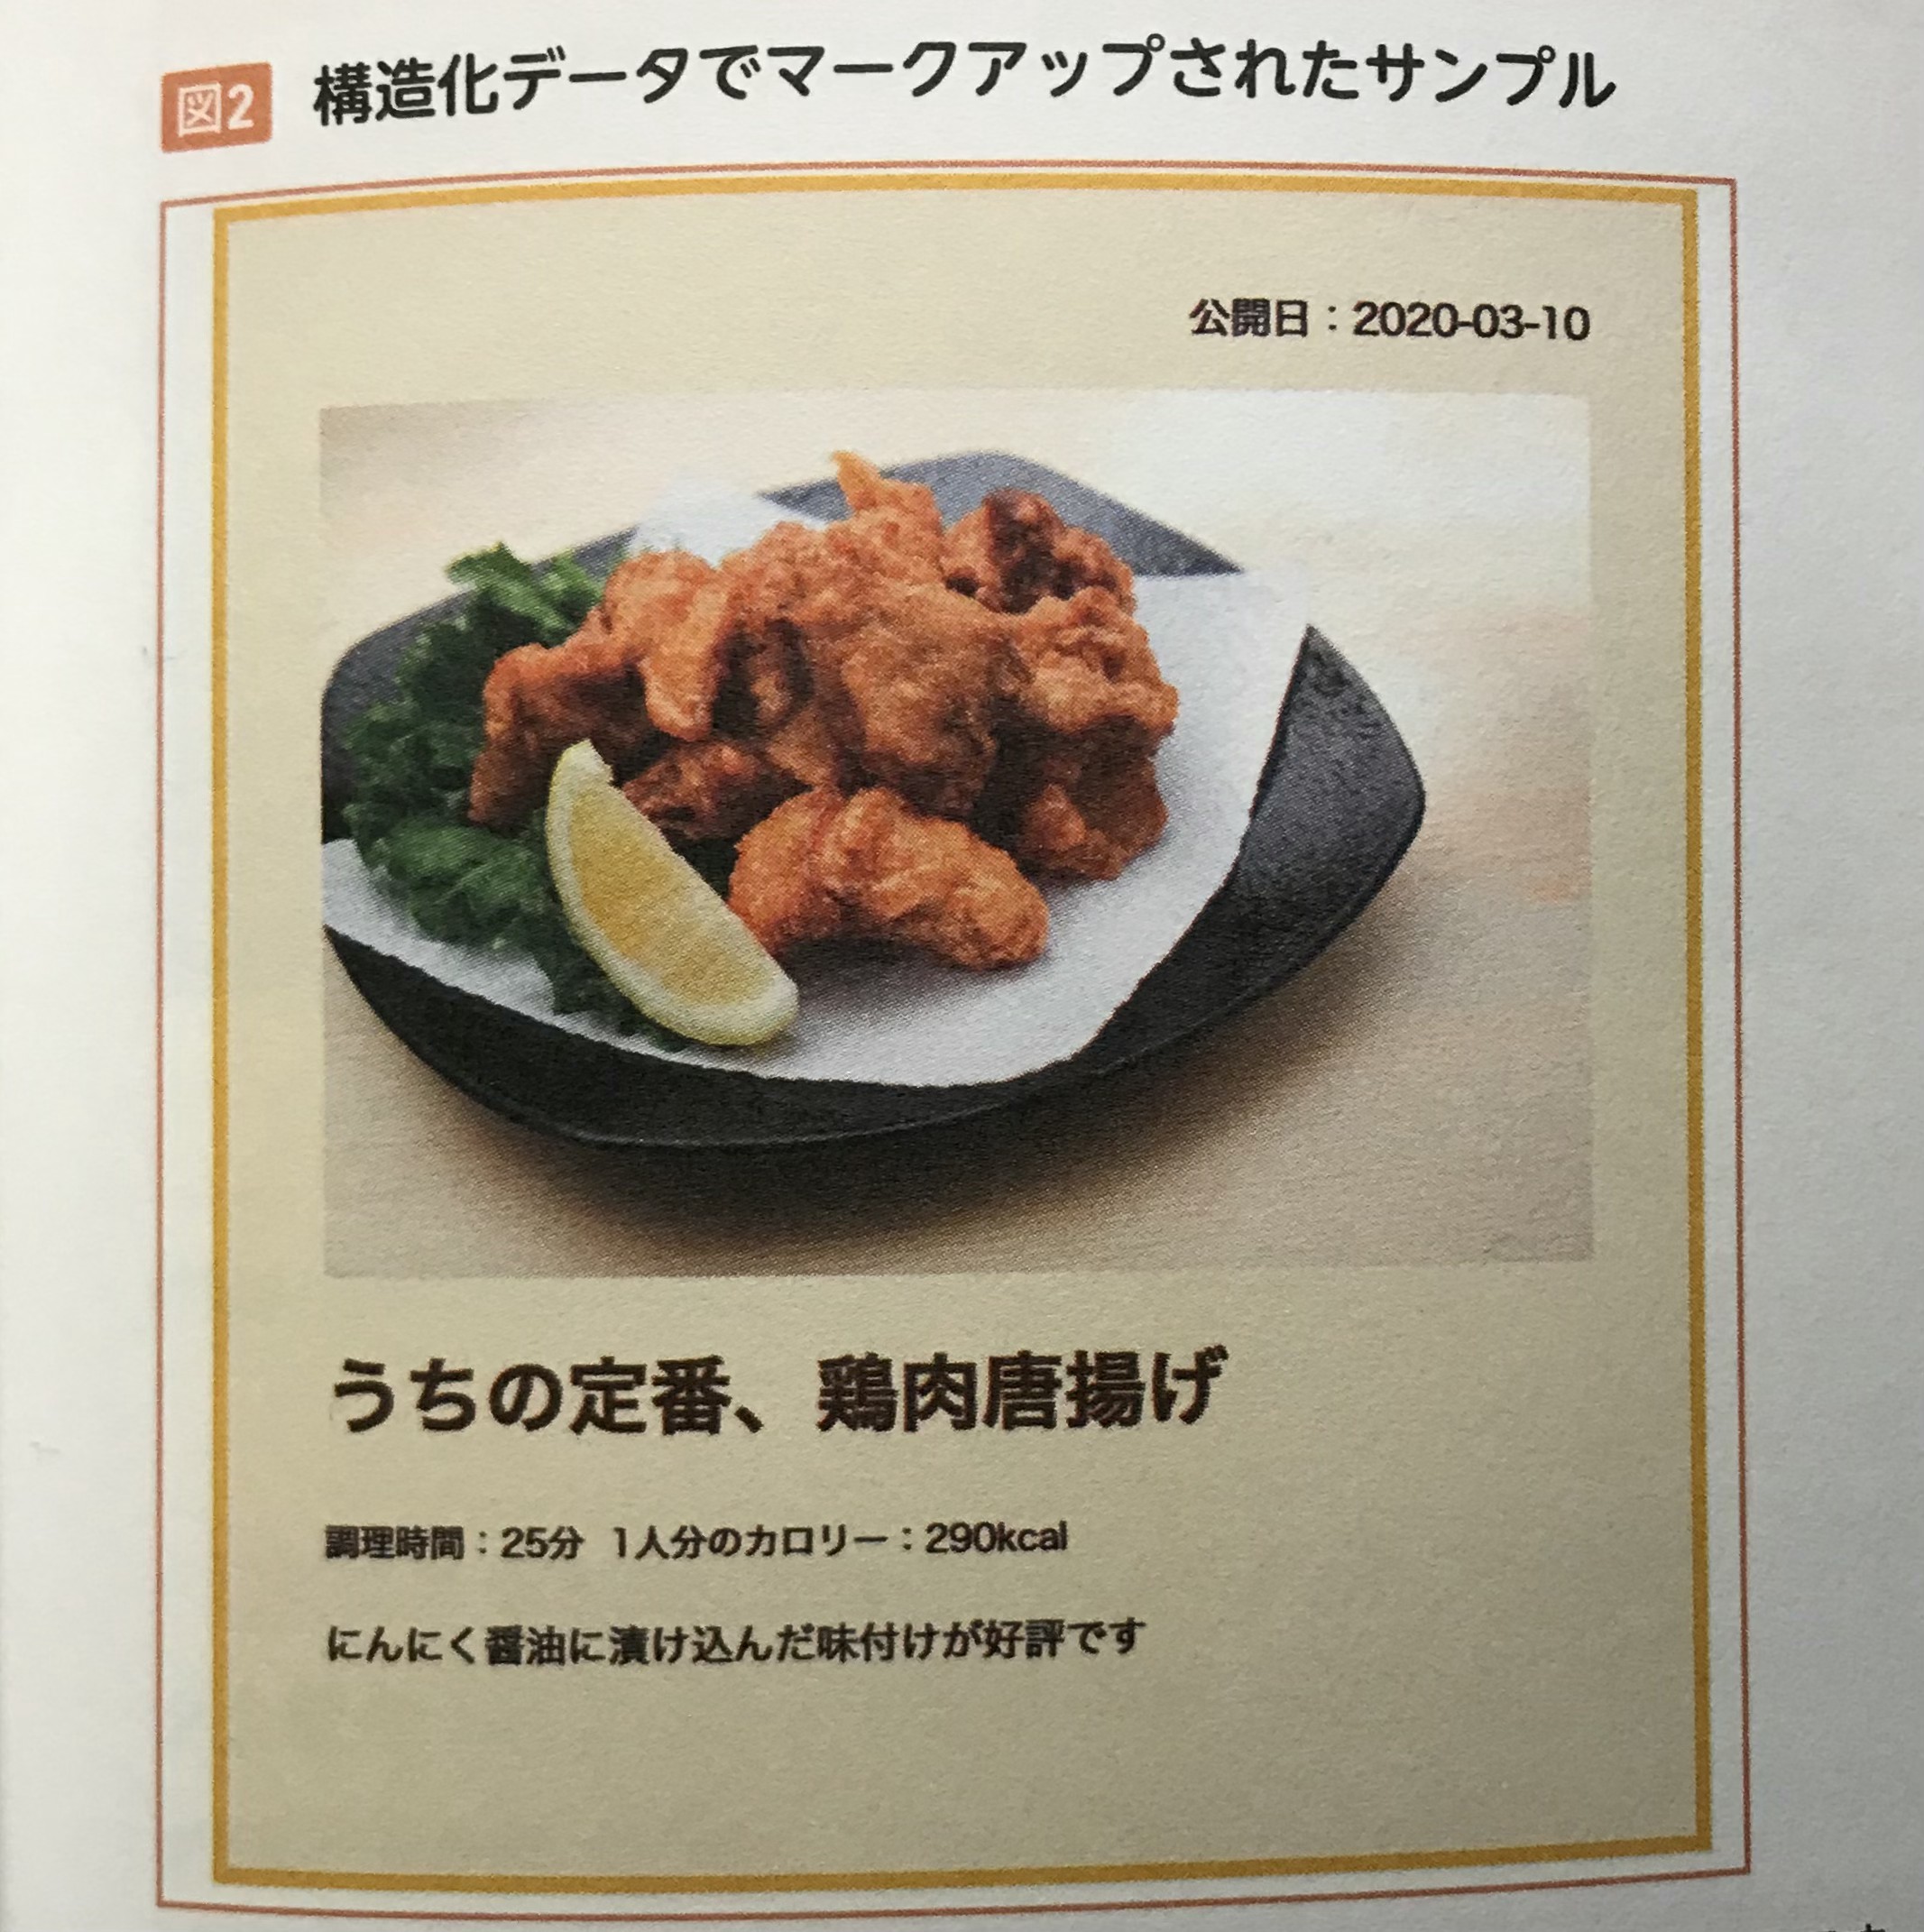 図2 構造化データでマークアップされたサンプル
公開日：2020-03-10
うちの定番、鶏肉唐揚げ
調理時間：25分 1人分のカロリー：290kcal
にんにく醤油に漬け込んだ味付けが好評です